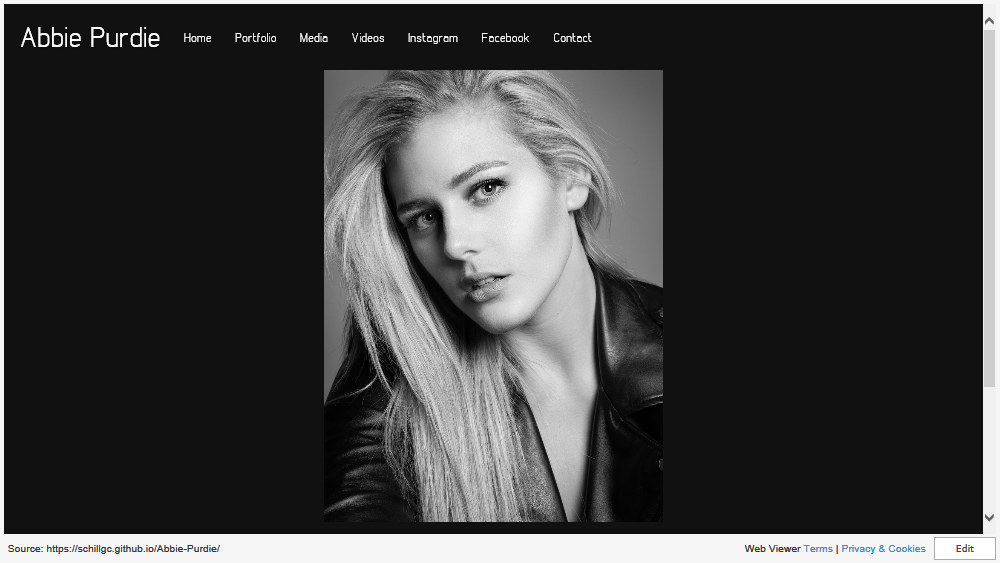 Abbie Purdie Home Portfolio Media Videos Instagram Facebook Contact
Source: https://schillgc.github.io/Abbie-Purdie/ Web Viewer Terms | Privacy & Cookies Edit